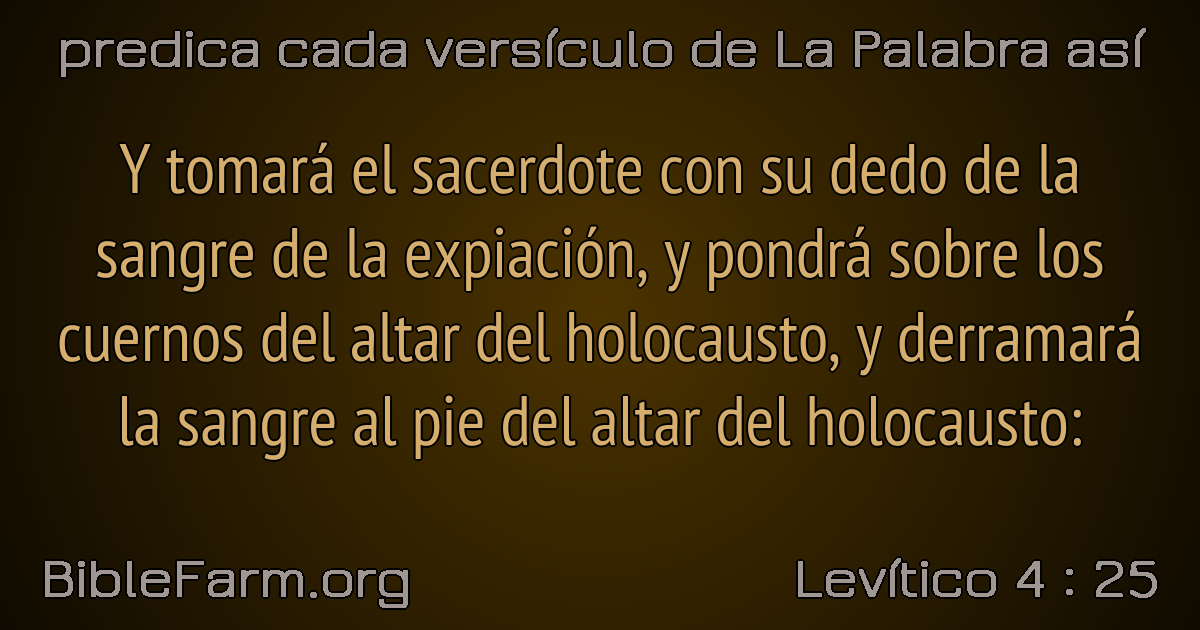 predica cada versículo de La Palabra así
Y tomará el sacerdote con su dedo de la
sangre de la expiación, y pondrá sobre los
cuernos del altar del holocausto, y derramará
la sangre al pie del altar del holocausto:
BibleFarm.org
Levítico 4 : 25